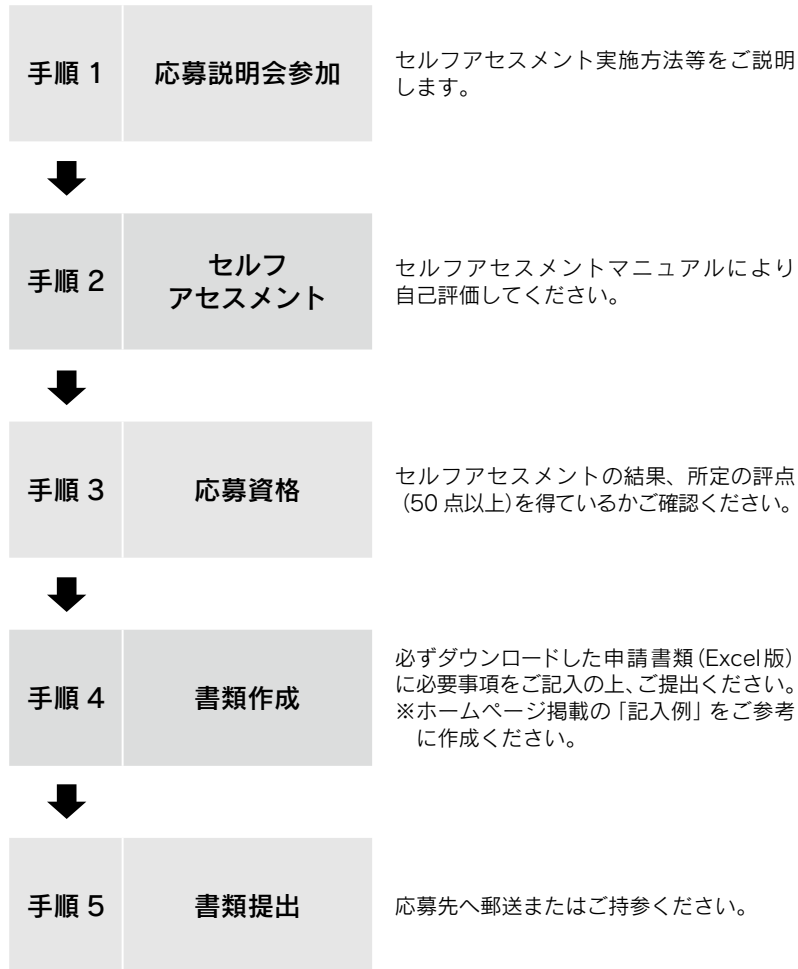 手順 1
応募説明会参加
セルフアセスメント実施方法等をご説明
します。
手順 2
セルフ
アセスメント
セルフアセスメントマニュアルにより
自己評価してください。
手順 3
応募資格
セルフアセスメントの結果、所定の評点
(50 点以上)を得ているかご確認ください。
手順 4
書類作成
必ずダウンロードした申請書類(Excel版)
に必要事項をご記入の上、ご提出ください。
※ホームページ掲載の「記入例」をご参考
に作成ください。
手順 5
書類提出
応募先へ郵送またはご持参ください。